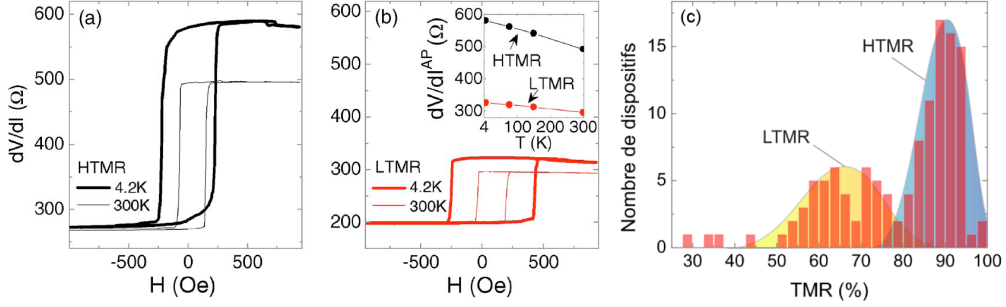 (a)
dV/dI (Ω)
600
500
400
300
HTMR
4.2K
300K
-500 0 500
H (Oe)
(b)
600
500
400
300
200
LTMR
4.2K
300K
-500 0 500
H (Oe)
dV/dI^AP (Ω)
600
500
400
300
HTMR
LTMR
4 100 200 300
T (K)
(c)
Nombre de dispositifs
15
10
5
0
HTMR
LTMR
30 40 50 60 70 80 90 100
TMR (%)